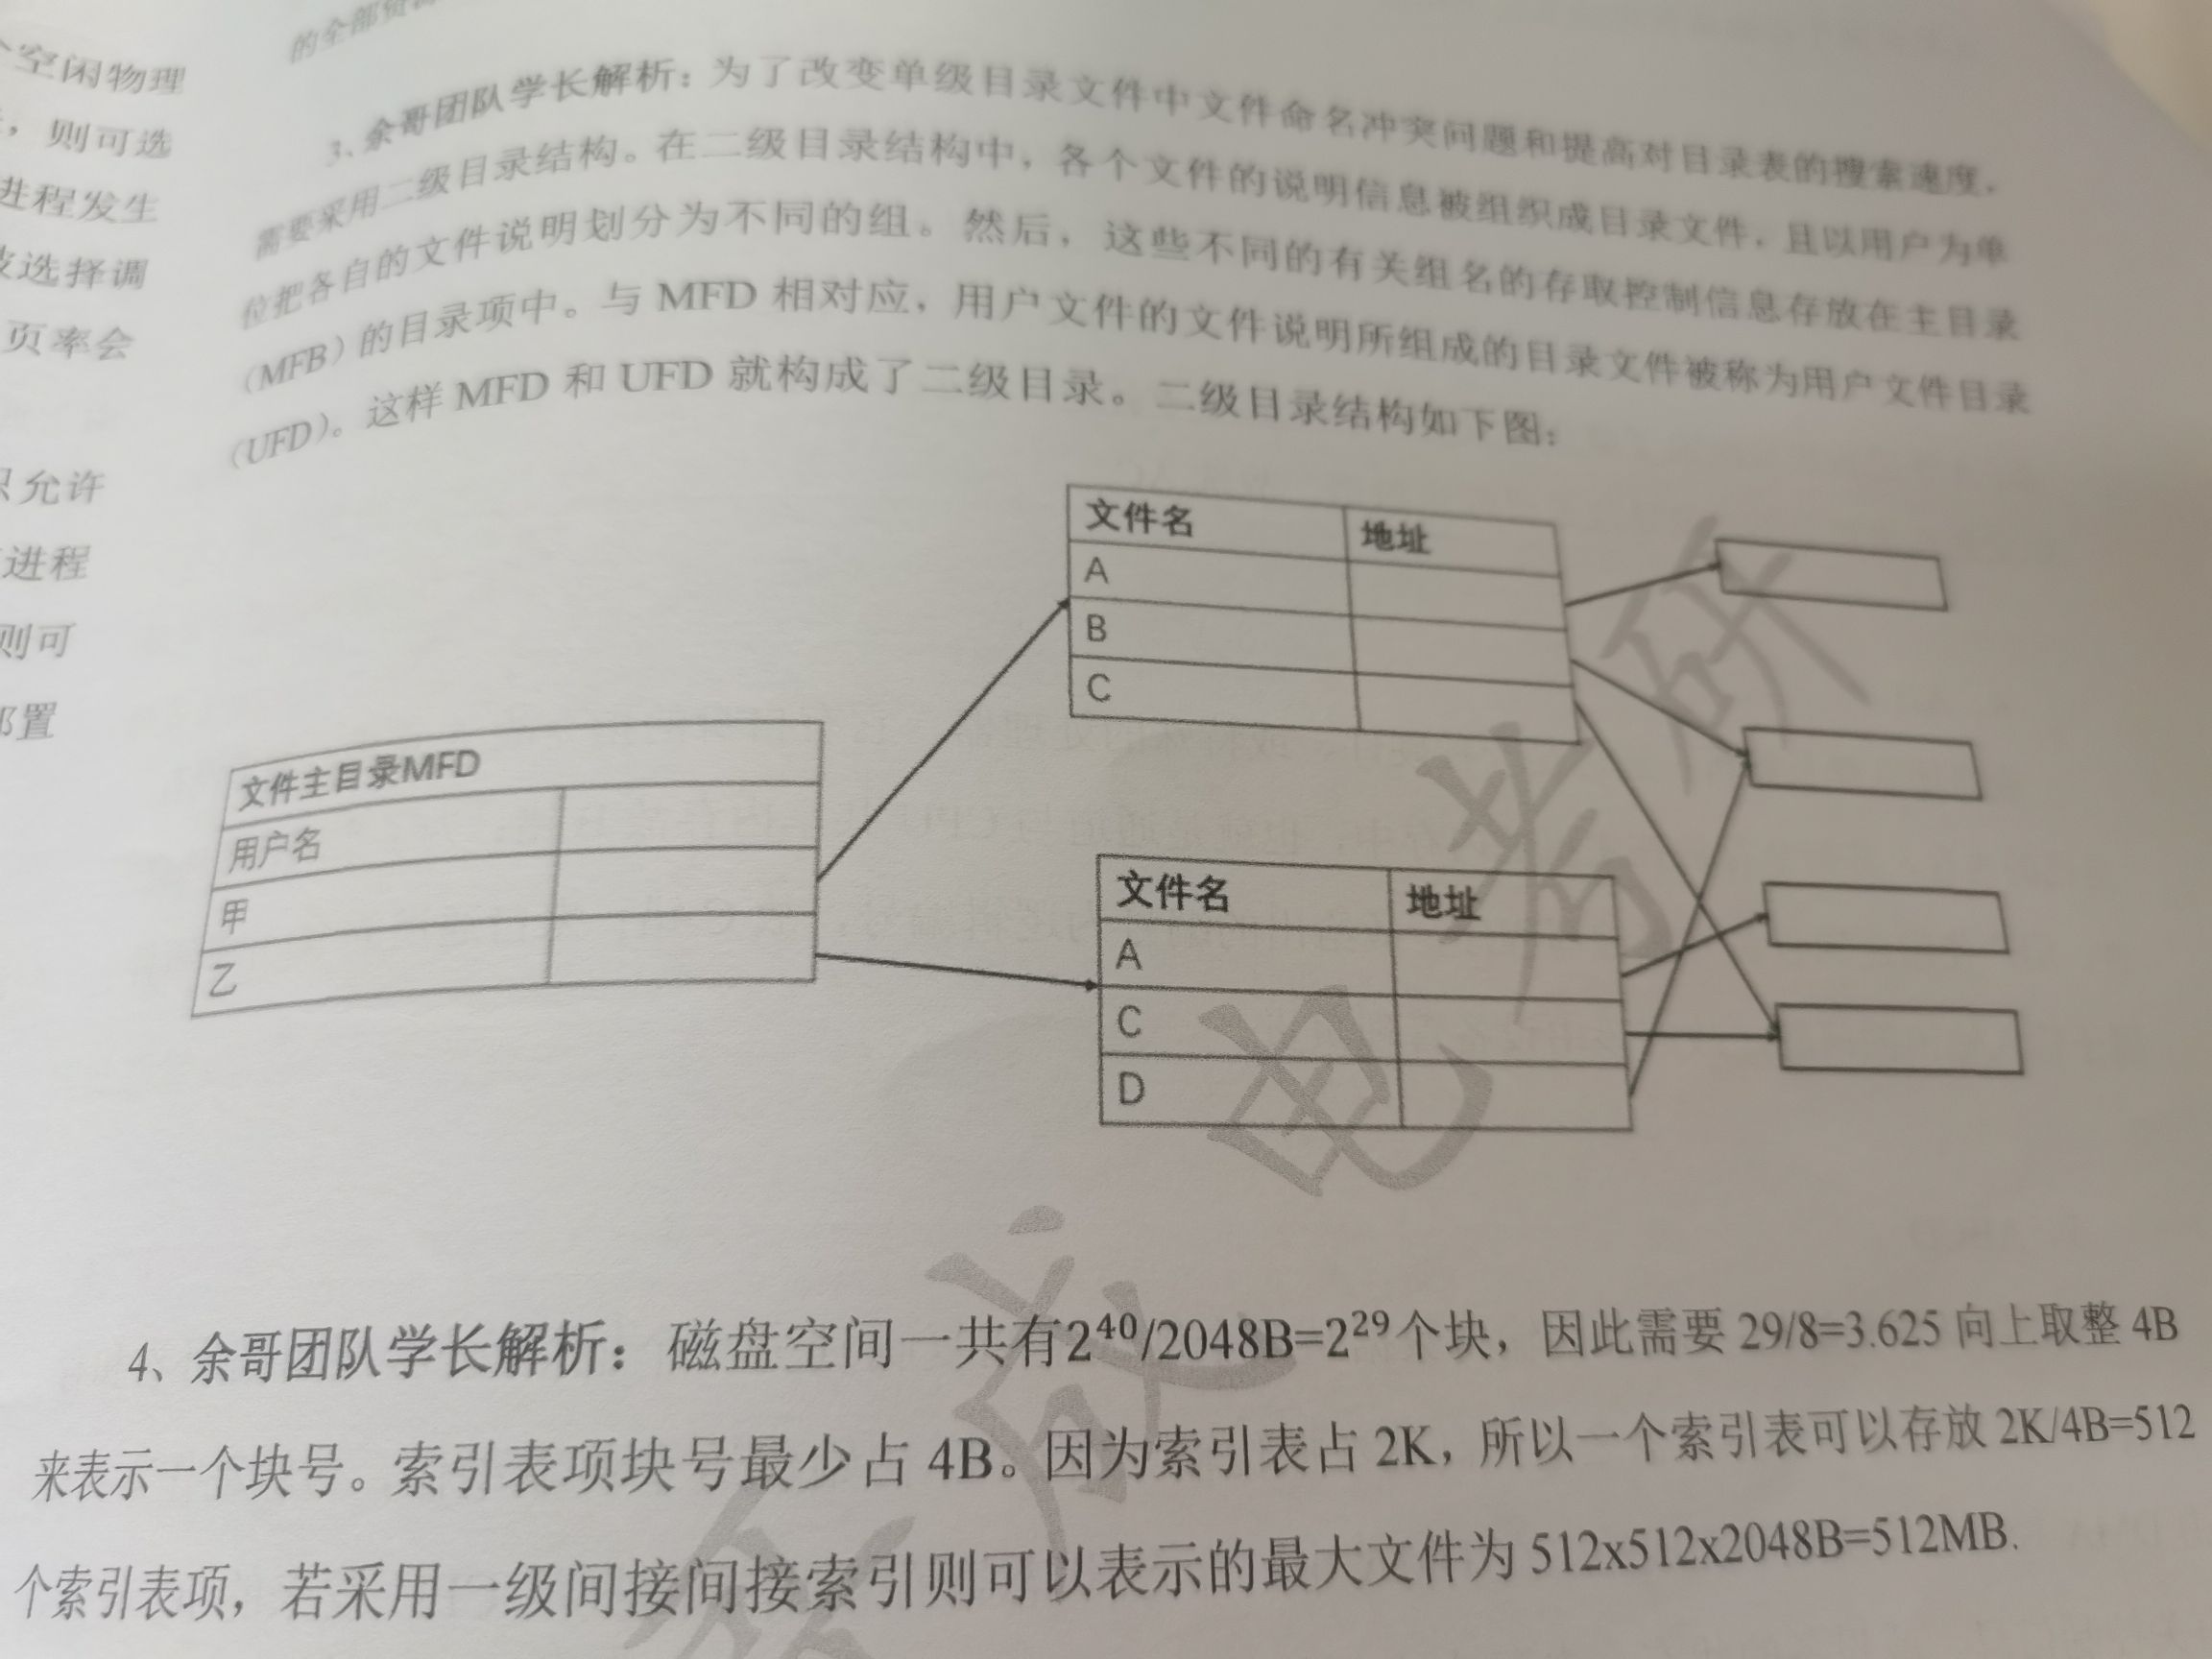 的全部
空闲物理
，则可选
进程发生
选择调
页率会
允许
进程
则可
置
3、余哥团队学长解析：为了改变单级目录文件中文件命名冲突问题和提高对目录表的搜索速度，
需要采用二级目录结构。在二级目录结构中，各个文件的说明信息被组织成目录文件，且以用户为单
位把各自的文件说明划分为不同的组。然后，这些不同的有关组名的存取控制信息存放在主目录
（MFB）的目录项中。与 MFD 相对应，用户文件的文件说明所组成的目录文件被称为用户文件目录
（UFD）。这样 MFD 和 UFD 就构成了二级目录。二级目录结构如下图：
文件名 地址
A
B
C
文件主目录MFD
用户名
甲
乙
文件名 地址
A
C
D
4、余哥团队学长解析：磁盘空间一共有2⁴⁰/2048B=2²⁹个块，因此需要 29/8=3.625 向上取整 4B
来表示一个块号。索引表项块号最少占 4B。因为索引表占 2K，所以一个索引表可以存放 2K/4B=512
个索引表项，若采用一级间接间接索引则可以表示的最大文件为 512x512x2048B=512MB.
成电考研